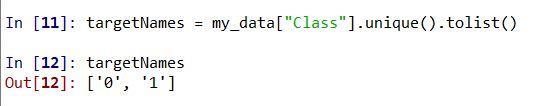 In [11]: targetNames = my_data["Class"].unique().tolist()
In [12]: targetNames
Out[12]: ['0', '1']